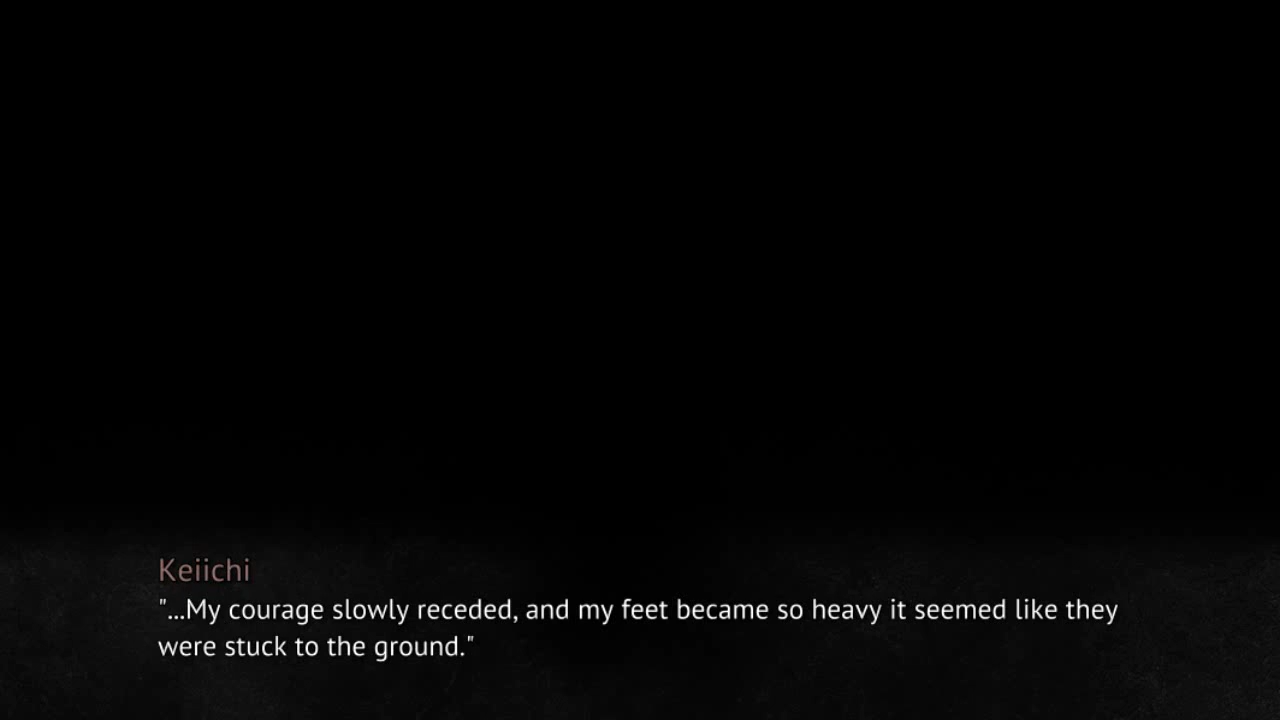 Keiichi
"...My courage slowly receded, and my feet became so heavy it seemed like they
were stuck to the ground."